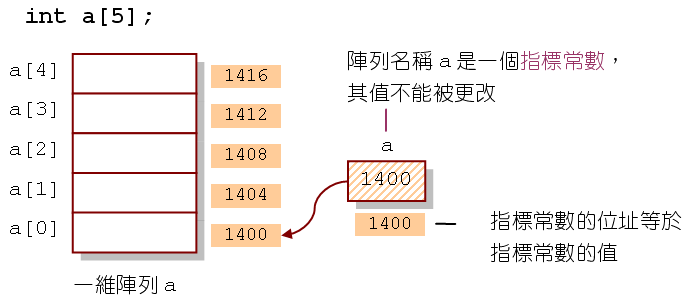 int a[5];
a[4]
1416
a[3]
1412
a[2]
1408
a[1]
1404
a[0]
1400
一維陣列 a
陣列名稱 a 是一個指標常數，
其值不能被更改
a
1400
1400
指標常數的位址等於
指標常數的值